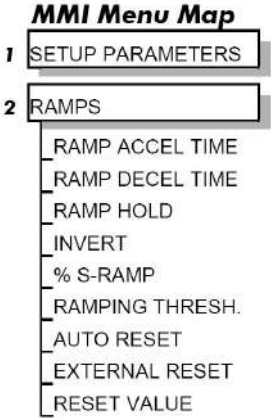 MMI Menu Map
1 SETUP PARAMETERS
2 RAMPS
RAMP ACCEL TIME
RAMP DECEL TIME
RAMP HOLD
INVERT
% S-RAMP
RAMPING THRESH.
AUTO RESET
EXTERNAL RESET
RESET VALUE